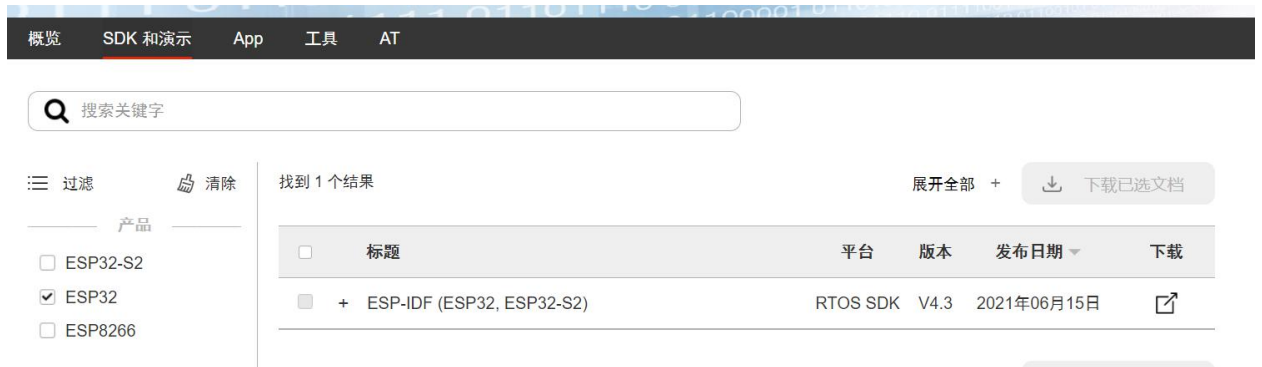 概览 SDK 和演示 App 工具 AT
搜索关键字
过滤 清除
找到 1 个结果 展开全部 + 下载已选文档
产品
标题 平台 版本 发布日期 下载
ESP32-S2
ESP32
+ ESP-IDF (ESP32, ESP32-S2) RTOS SDK V4.3 2021年06月15日
ESP8266